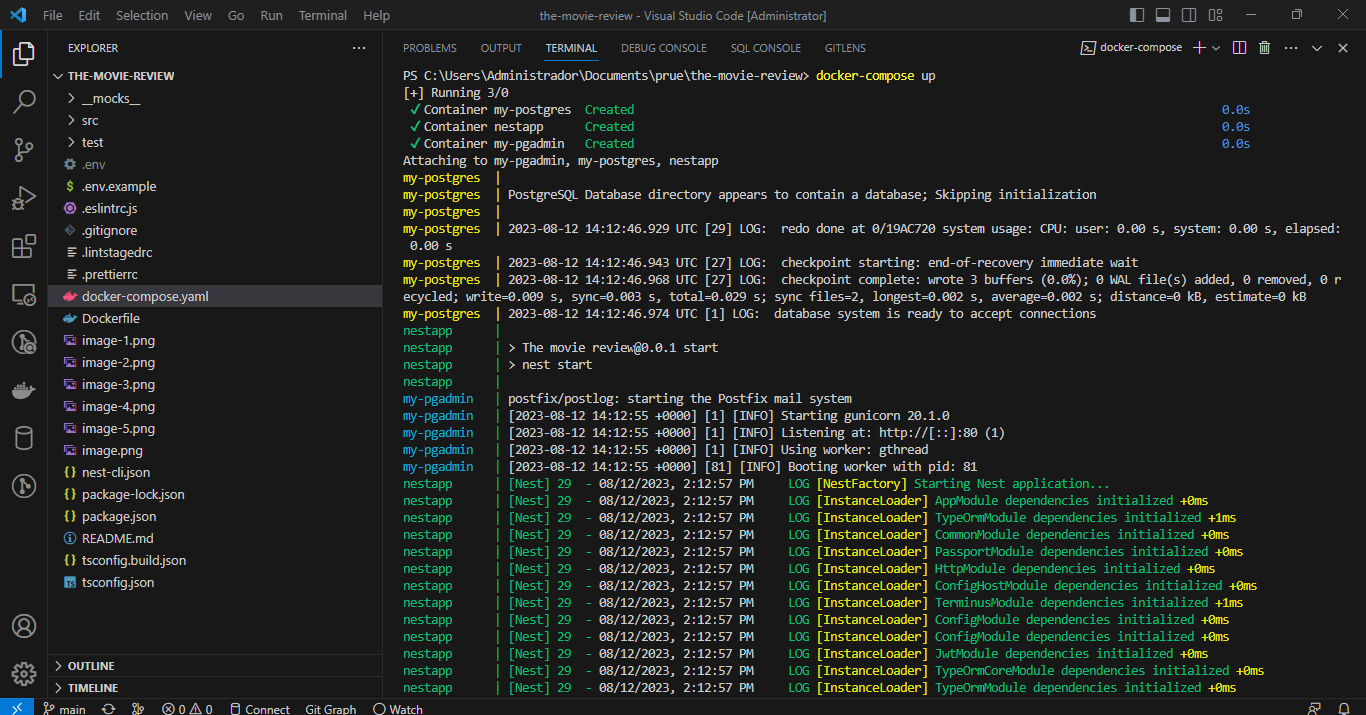 File Edit Selection View Go Run Terminal Help
the-movie-review - Visual Studio Code [Administrator]
EXPLORER
THE-MOVIE-REVIEW
__mocks__
src
test
.env
.env.example
.eslintrc.js
.gitignore
.lintstagedrc
.prettierrc
docker-compose.yaml
Dockerfile
image-1.png
image-2.png
image-3.png
image-4.png
image-5.png
image.png
nest-cli.json
package-lock.json
package.json
README.md
tsconfig.build.json
tsconfig.json
OUTLINE
TIMELINE
PROBLEMS OUTPUT TERMINAL DEBUG CONSOLE SQL CONSOLE GITLENS
docker-compose
PS C:\Users\Administrador\Documents\prue\the-movie-review> docker-compose up
[+] Running 3/0
✓ Container my-postgres Created 0.0s
✓ Container nestapp Created 0.0s
✓ Container my-pgadmin Created 0.0s
Attaching to my-pgadmin, my-postgres, nestapp
my-postgres |
my-postgres | PostgreSQL Database directory appears to contain a database; Skipping initialization
my-postgres |
my-postgres | 2023-08-12 14:12:46.929 UTC [29] LOG: redo done at 0/19AC720 system usage: CPU: user: 0.00 s, system: 0.00 s, elapsed:
0.00 s
my-postgres | 2023-08-12 14:12:46.943 UTC [27] LOG: checkpoint starting: end-of-recovery immediate wait
my-postgres | 2023-08-12 14:12:46.968 UTC [27] LOG: checkpoint complete: wrote 3 buffers (0.0%); 0 WAL file(s) added, 0 removed, 0 r
ecycled; write=0.009 s, sync=0.003 s, total=0.029 s; sync files=2, longest=0.002 s, average=0.002 s; distance=0 kB, estimate=0 kB
my-postgres | 2023-08-12 14:12:46.974 UTC [1] LOG: database system is ready to accept connections
nestapp |
nestapp | > The movie review@0.0.1 start
nestapp | > nest start
nestapp |
my-pgadmin | postfix/postlog: starting the Postfix mail system
my-pgadmin | [2023-08-12 14:12:55 +0000] [1] [INFO] Starting gunicorn 20.1.0
my-pgadmin | [2023-08-12 14:12:55 +0000] [1] [INFO] Listening at: http://[::]:80 (1)
my-pgadmin | [2023-08-12 14:12:55 +0000] [1] [INFO] Using worker: gthread
my-pgadmin | [2023-08-12 14:12:55 +0000] [81] [INFO] Booting worker with pid: 81
nestapp | [Nest] 29 - 08/12/2023, 2:12:57 PM LOG [NestFactory] Starting Nest application...
nestapp | [Nest] 29 - 08/12/2023, 2:12:57 PM LOG [InstanceLoader] AppModule dependencies initialized +0ms
nestapp | [Nest] 29 - 08/12/2023, 2:12:57 PM LOG [InstanceLoader] TypeOrmModule dependencies initialized +1ms
nestapp | [Nest] 29 - 08/12/2023, 2:12:57 PM LOG [InstanceLoader] CommonModule dependencies initialized +0ms
nestapp | [Nest] 29 - 08/12/2023, 2:12:57 PM LOG [InstanceLoader] PassportModule dependencies initialized +0ms
nestapp | [Nest] 29 - 08/12/2023, 2:12:57 PM LOG [InstanceLoader] HttpModule dependencies initialized +0ms
nestapp | [Nest] 29 - 08/12/2023, 2:12:57 PM LOG [InstanceLoader] ConfigHostModule dependencies initialized +0ms
nestapp | [Nest] 29 - 08/12/2023, 2:12:57 PM LOG [InstanceLoader] TerminusModule dependencies initialized +1ms
nestapp | [Nest] 29 - 08/12/2023, 2:12:57 PM LOG [InstanceLoader] ConfigModule dependencies initialized +0ms
nestapp | [Nest] 29 - 08/12/2023, 2:12:57 PM LOG [InstanceLoader] ConfigModule dependencies initialized +0ms
nestapp | [Nest] 29 - 08/12/2023, 2:12:57 PM LOG [InstanceLoader] JwtModule dependencies initialized +0ms
nestapp | [Nest] 29 - 08/12/2023, 2:12:57 PM LOG [InstanceLoader] TypeOrmCoreModule dependencies initialized +0ms
nestapp | [Nest] 29 - 08/12/2023, 2:12:57 PM LOG [InstanceLoader] TypeOrmModule dependencies initialized +0ms
main 0 0 Connect Git Graph Watch